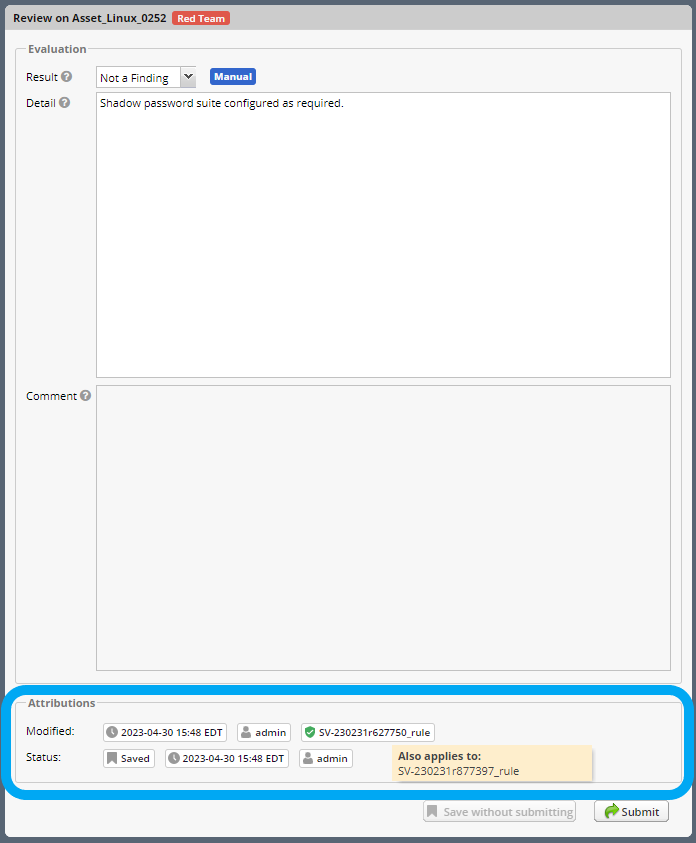 Review on Asset_Linux_0252 Red Team
Evaluation
Result Not a Finding Manual
Detail Shadow password suite configured as required.
Comment
Attributions
Modified: 2023-04-30 15:48 EDT admin SV-230231r627750_rule
Status: Saved 2023-04-30 15:48 EDT admin
Also applies to:
SV-230231r877397_rule
Save without submitting Submit